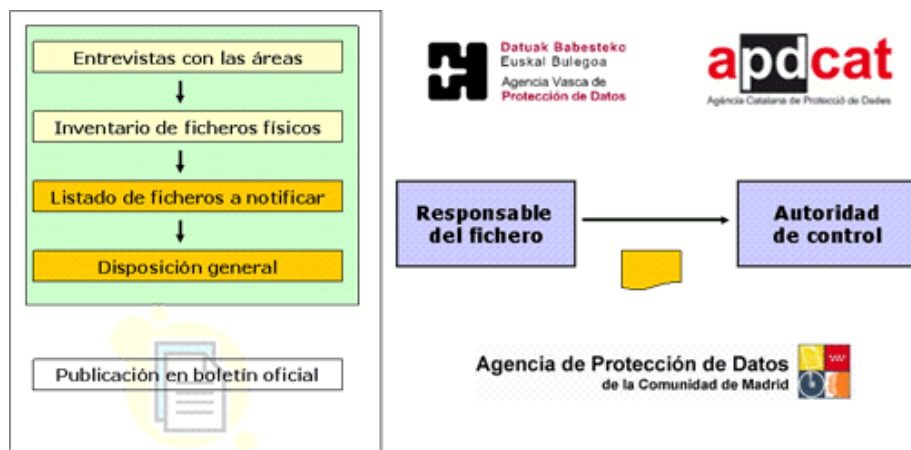 Entrevistas con las áreas
Inventario de ficheros físicos
Listado de ficheros a notificar
Disposición general
Publicación en boletín oficial
Datuak Babesteko
Euskal Bulegoa
Agencia Vasca de
Protección de Datos
apdcat
Agència Catalana de Protecció de Dades
Responsable
del fichero
Autoridad
de control
Agencia de Protección de Datos
de la Comunidad de Madrid